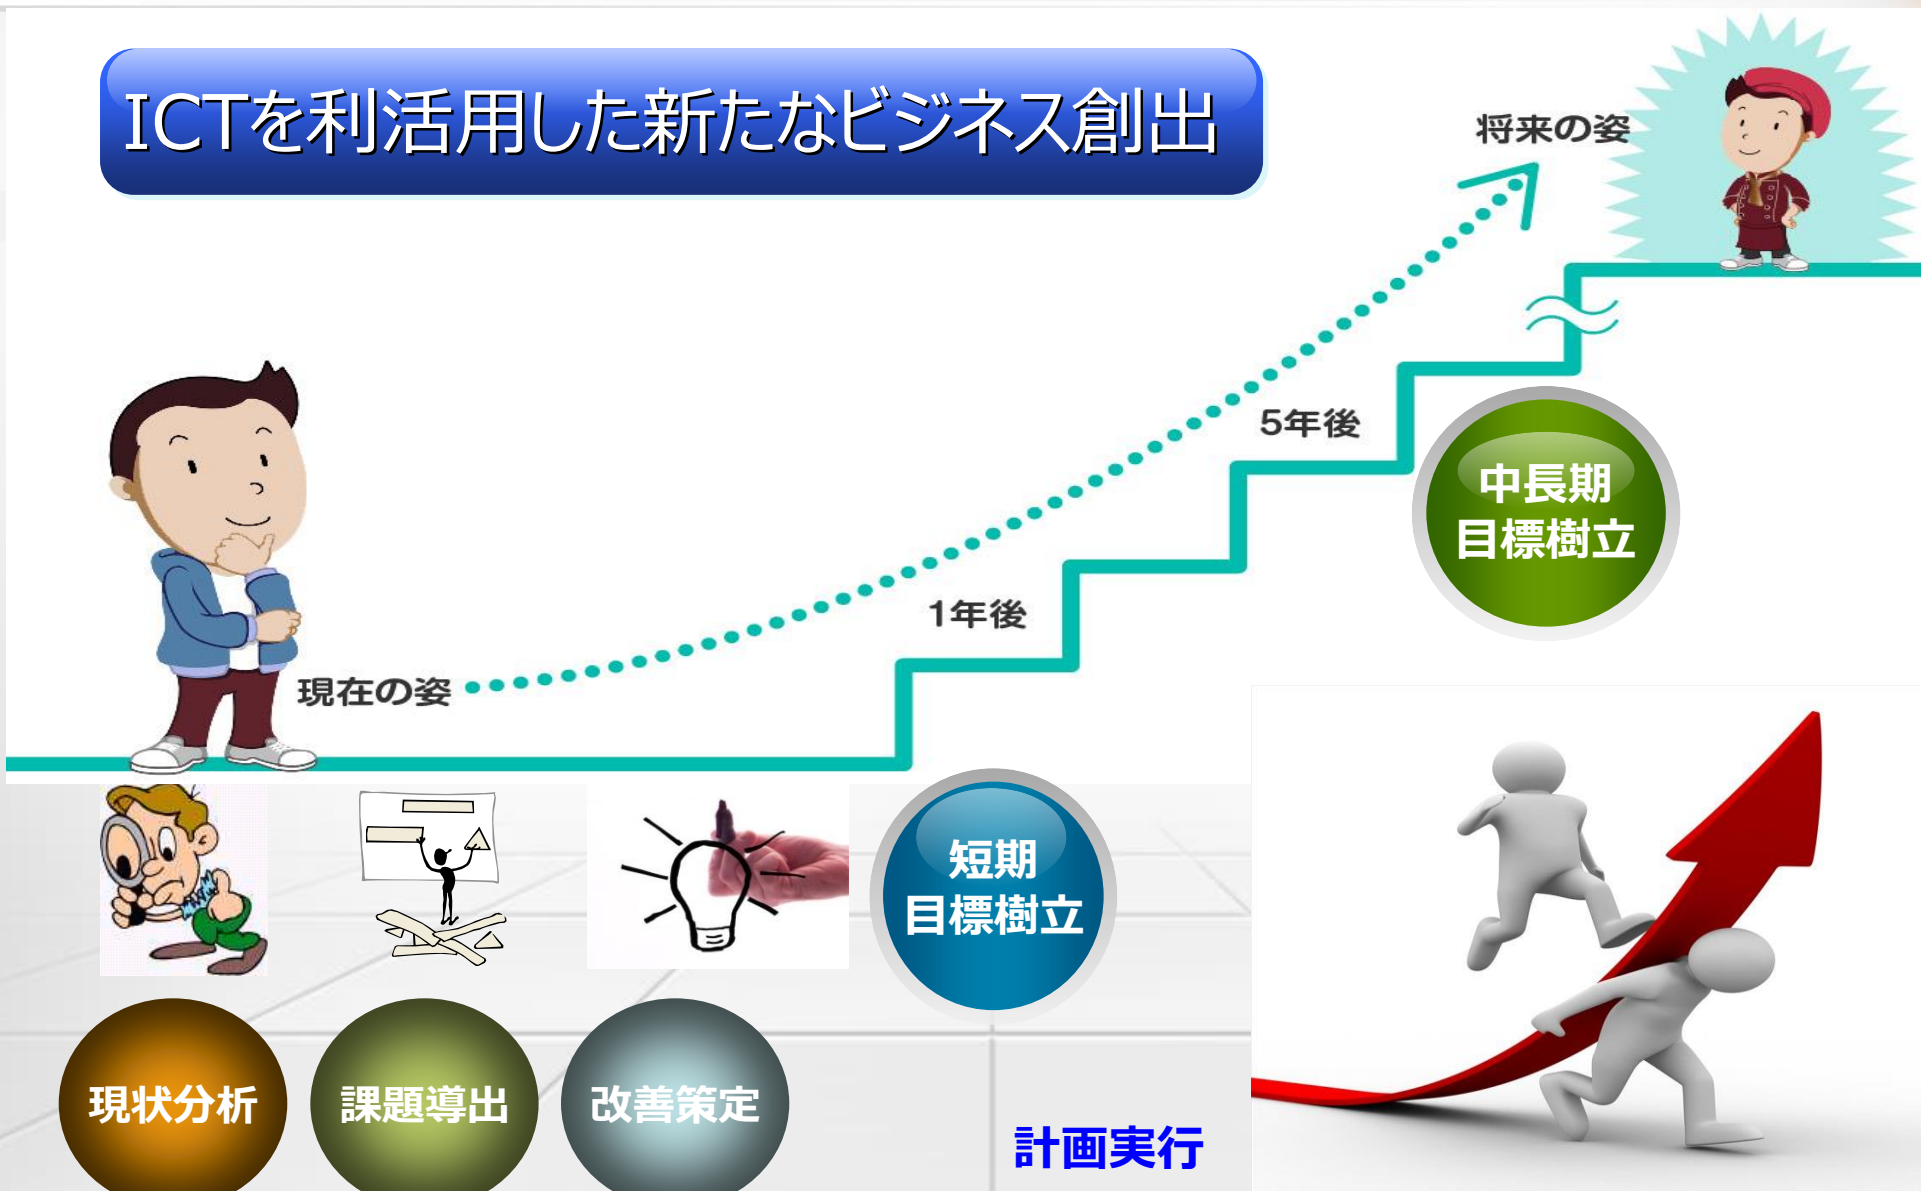 ICTを利活用した新たなビジネス創出
将来の姿
5年後
中長期
目標樹立
1年後
現在の姿
短期
目標樹立
現状分析
課題導出
改善策定
計画実行